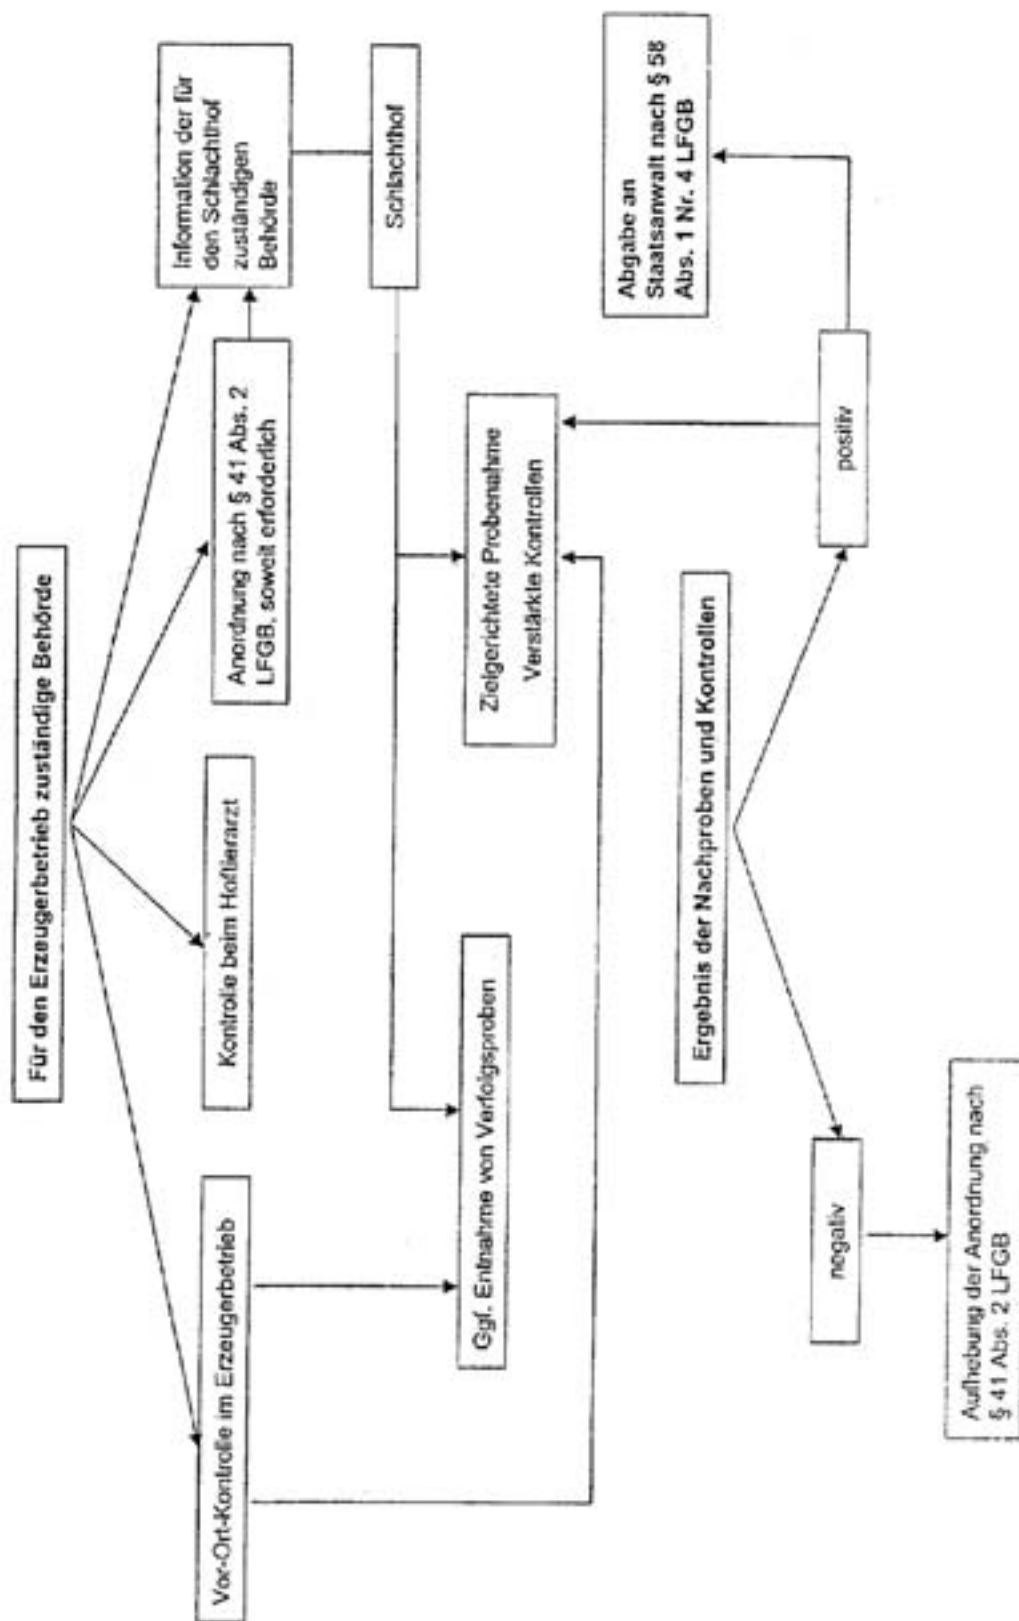 Für den Erzeugerbetrieb zuständige Behörde
Vor-Ort-Kontrolle im Erzeugerbetrieb
Kontrolle beim Hoftierarzt
Anordnung nach § 41 Abs. 2
LFGB, soweit erforderlich
Information der für
den Schlachthof
zuständigen
Behörde
Schlachthof
Ggf. Entnahme von Verfolgsproben
Zielgerichtete Probenahme
Verstärkte Kontrollen
Ergebnis der Nachproben und Kontrollen
negativ
positiv
Abgabe an
Staatsanwalt nach § 58
Abs. 1 Nr. 4 LFGB
Aufhebung der Anordnung nach
§ 41 Abs. 2 LFGB